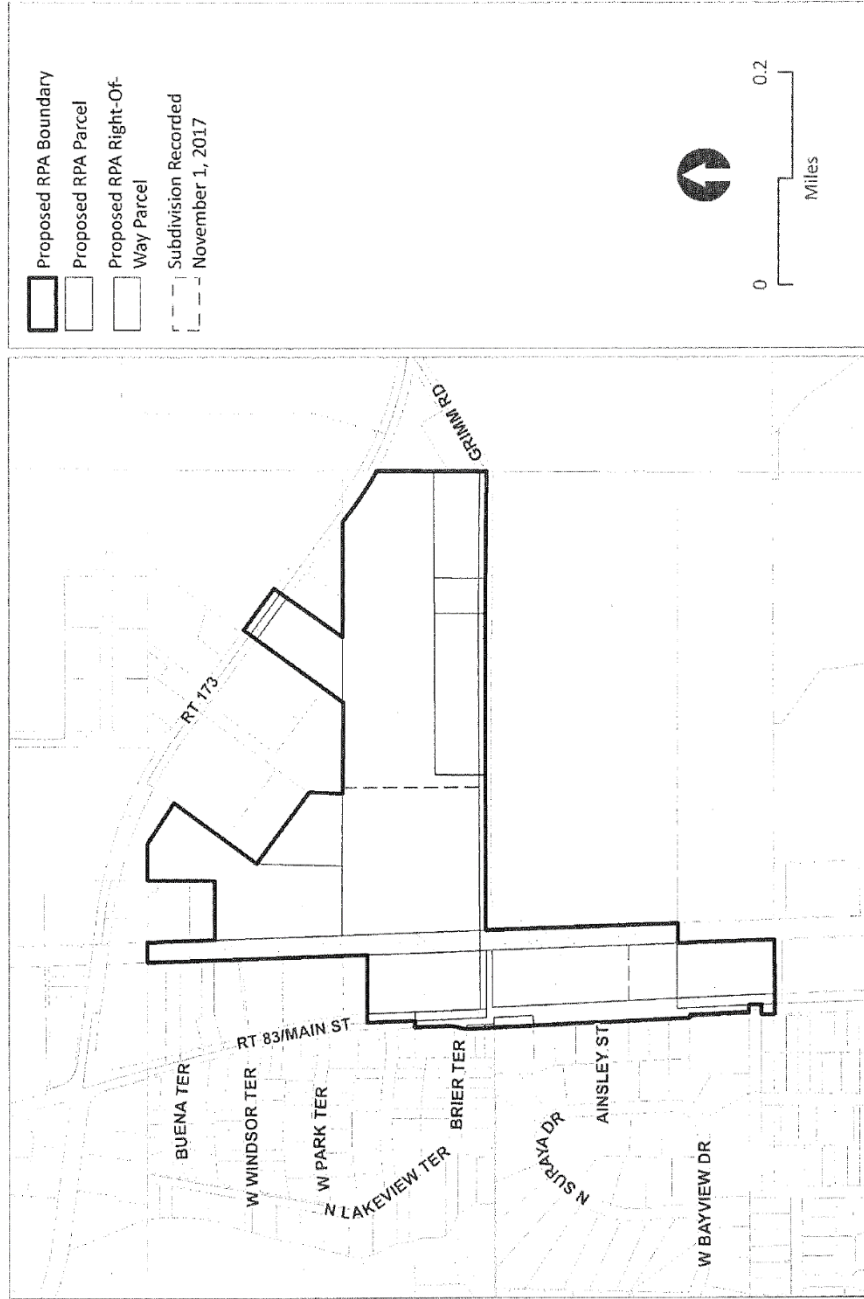 Proposed RPA Boundary
Proposed RPA Parcel
Proposed RPA Right-Of-
Way Parcel
Subdivision Recorded
November 1, 2017
0
0.2
Miles
RT 173
GRIMM RD
RT 83/MAIN ST
BUENA TER
W WINDSOR TER
W PARK TER
N LAKEVIEW TER
BRIER TER
N SURAYA DR
AINSLEY ST
W BAYVIEW DR